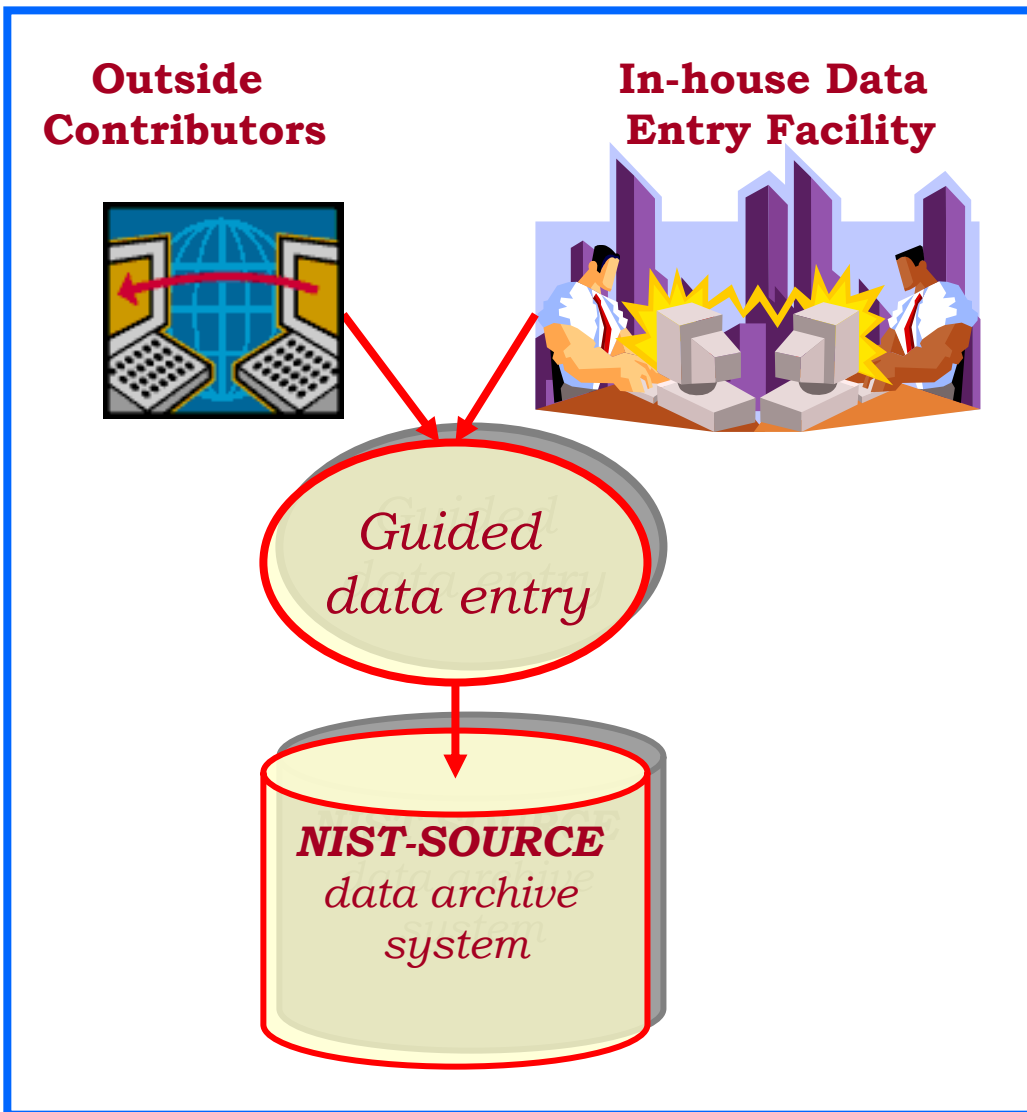 Outside
Contributors
In-house Data
Entry Facility
Guided
data entry
NIST-SOURCE
data archive
system